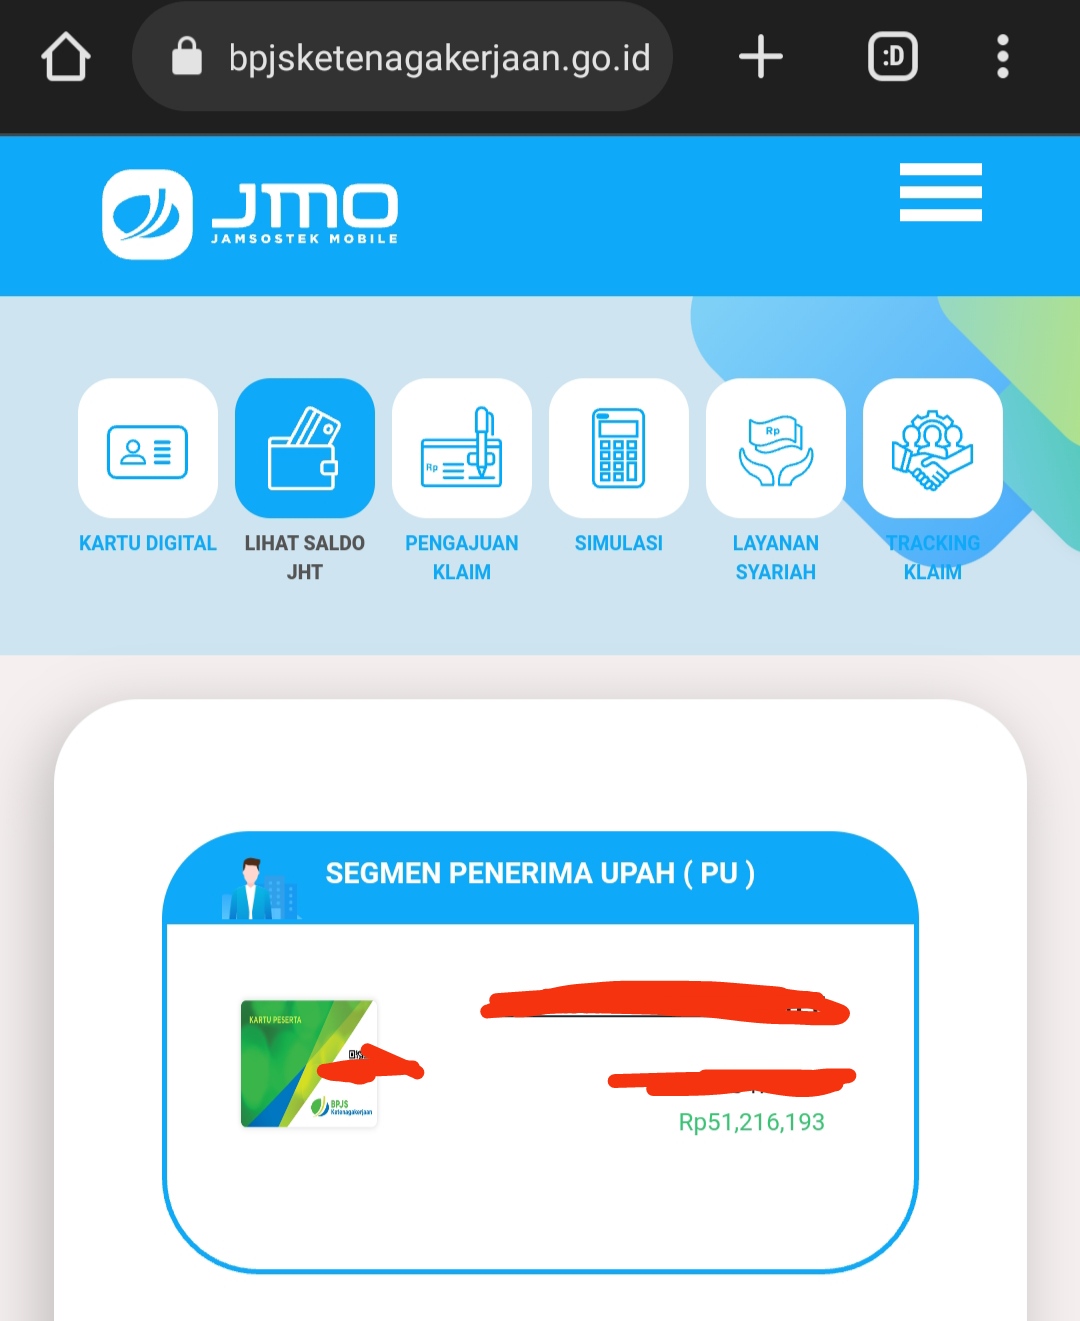 bpjsketenagakerjaan.go.id
:D
JMO
JAMSOSTEK MOBILE
Rp
Rp
KARTU DIGITAL
LIHAT SALDO
JHT
PENGAJUAN
KLAIM
SIMULASI
LAYANAN
SYARIAH
TRACKING
KLAIM
SEGMEN PENERIMA UPAH ( PU )
KARTU PESERTA
BPJS
Ketenagakerjaan
Rp51,216,193